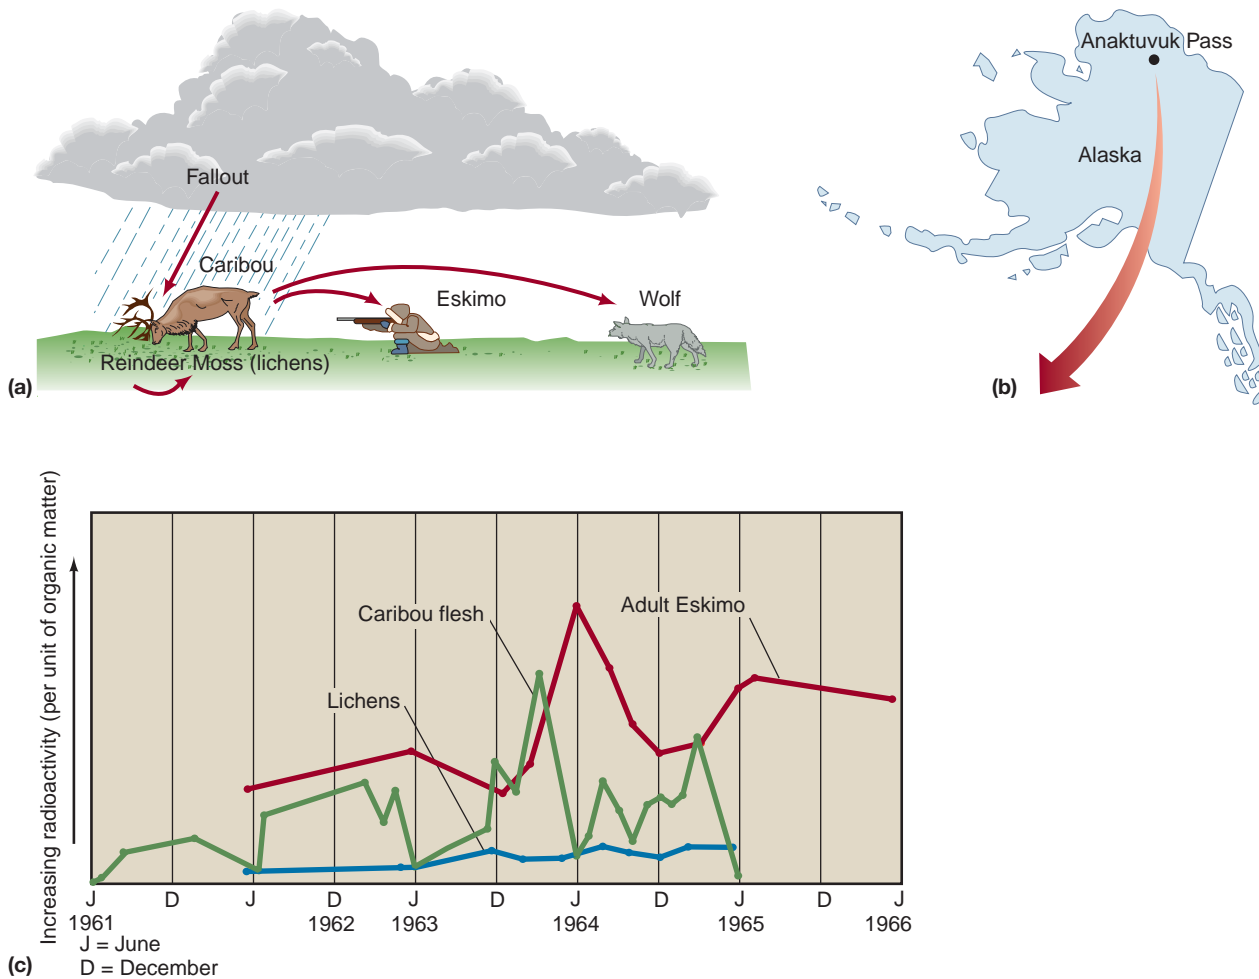 Fallout
Caribou
Eskimo
Wolf
Reindeer Moss (lichens)
(a)
Anaktuvuk Pass
Alaska
(b)
Increasing radioactivity (per unit of organic matter)
Caribou flesh
Adult Eskimo
Lichens
J D J D J D J D J D J
1961 1962 1963 1964 1965 1966
J = June
D = December
(c)